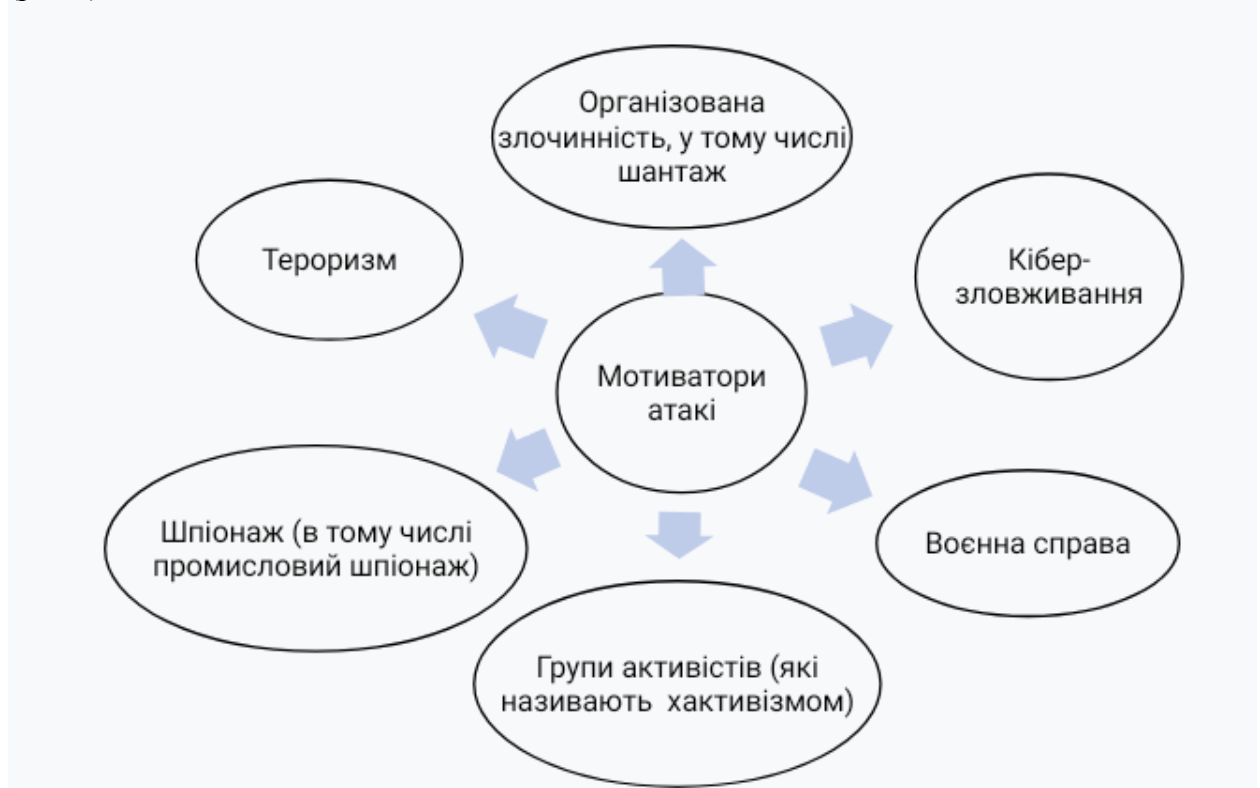 Організована
злочинність, у тому числі
шантаж
Тероризм
Кібер-
зловживання
Мотиватори
атакі
Шпіонаж (в тому числі
промисловий шпіонаж)
Воєнна справа
Групи активістів (які
називають хактивізмом)